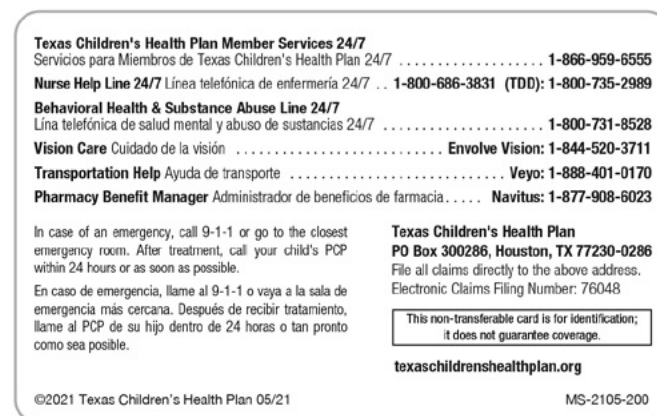 Texas Children's Health Plan Member Services 24/7
Servicios para Miembros de Texas Children's Health Plan 24/7 . . . . . . . . . . . . . . . . . . 1-866-959-6555
Nurse Help Line 24/7 Línea telefónica de enfermería 24/7 . . 1-800-686-3831 (TDD): 1-800-735-2989
Behavioral Health & Substance Abuse Line 24/7
Lína telefónica de salud mental y abuso de sustancias 24/7 . . . . . . . . . . . . . . . . . . . . 1-800-731-8528
Vision Care Cuidado de la visión . . . . . . . . . . . . . . . . . . . . . . . . . . Envolve Vision: 1-844-520-3711
Transportation Help Ayuda de transporte . . . . . . . . . . . . . . . . . . . . . . . . . . . . . . Veyo: 1-888-401-0170
Pharmacy Benefit Manager Administrador de beneficios de farmacia . . . . . Navitus: 1-877-908-6023
In case of an emergency, call 9-1-1 or go to the closest
emergency room. After treatment, call your child's PCP
within 24 hours or as soon as possible.
En caso de emergencia, llame al 9-1-1 o vaya a la sala de
emergencia más cercana. Después de recibir tratamiento,
llame al PCP de su hijo dentro de 24 horas o tan pronto
como sea posible.
Texas Children's Health Plan
PO Box 300286, Houston, TX 77230-0286
File all claims directly to the above address.
Electronic Claims Filing Number: 76048
This non-transferable card is for identification;
it does not guarantee coverage.
texaschildrenshealthplan.org
©2021 Texas Children's Health Plan 05/21
MS-2105-200